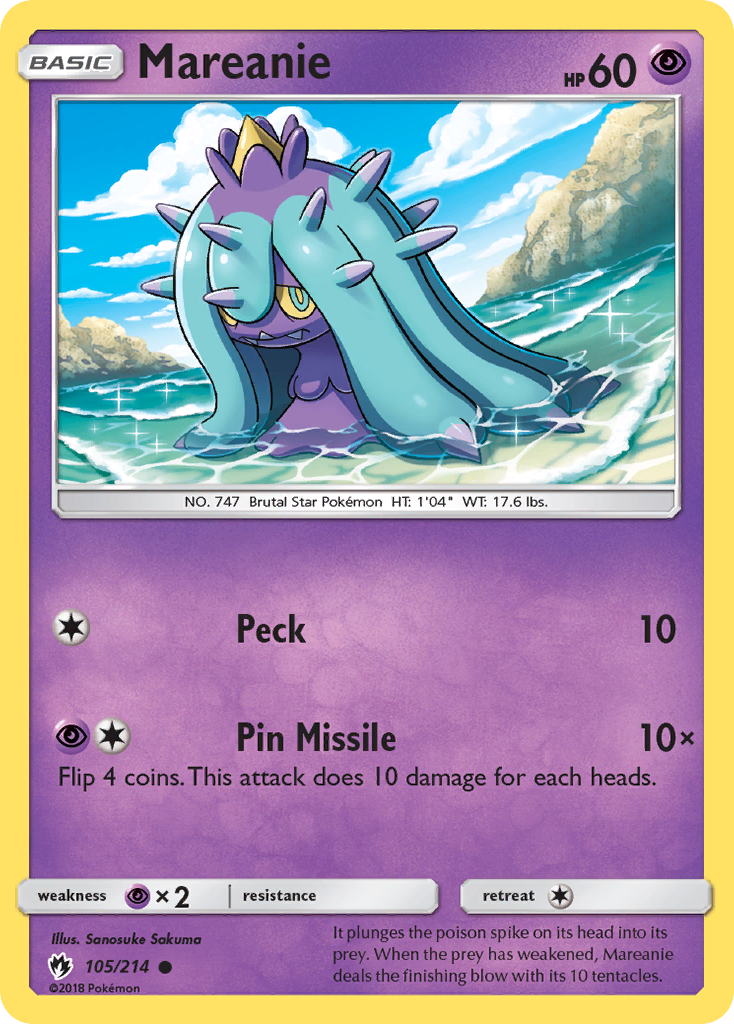 BASIC Mareanie HP60
NO. 747 Brutal Star Pokémon HT: 1'04" WT: 17.6 lbs.
Peck 10
Pin Missile 10×
Flip 4 coins. This attack does 10 damage for each heads.
weakness ×2 resistance retreat
Illus. Sanosuke Sakuma
105/214
©2018 Pokémon
It plunges the poison spike on its head into its
prey. When the prey has weakened, Mareanie
deals the finishing blow with its 10 tentacles.